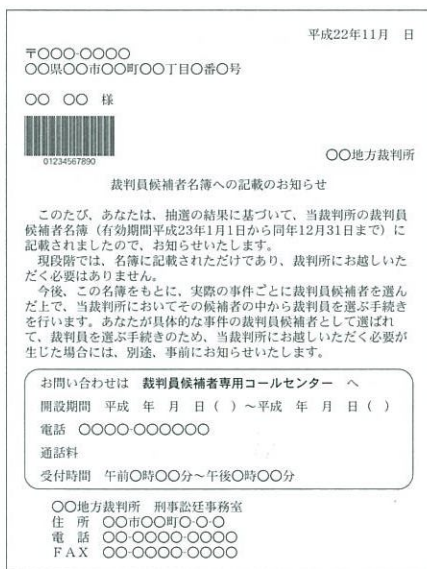 平成22年11月　日
〒○○○-○○○○
○○県○○市○○町○○丁目○番○号
○○　○○　様
01234567890
○○地方裁判所
裁判員候補者名簿への記載のお知らせ
このたび、あなたは、抽選の結果に基づいて、当裁判所の裁判員
候補者名簿（有効期間平成23年1月1日から同年12月31日まで）に
記載されましたので、お知らせいたします。
現段階では、名簿に記載されただけであり、裁判所にお越しいた
だく必要はありません。
今後、この名簿をもとに、実際の事件ごとに裁判員候補者を選ん
だ上で、当裁判所においてその候補者の中から裁判員を選ぶ手続き
を行います。あなたが具体的な事件の裁判員候補者として選ばれ
て、裁判員を選ぶ手続きのため、当裁判所にお越しいただく必要が
生じた場合には、別途、事前にお知らせいたします。
お問い合わせは　裁判員候補者専用コールセンター　へ
開設期間　平成　年　月　日（　）～平成　年　月　日（　）
電話　○○○○-○○○○○○
通話料
受付時間　午前○時○○分～午後○時○○分
○○地方裁判所　刑事訟廷事務室
住　所　○○市○○町○-○-○
電　話　○○-○○○○-○○○○
ＦＡＸ　○○-○○○○-○○○○